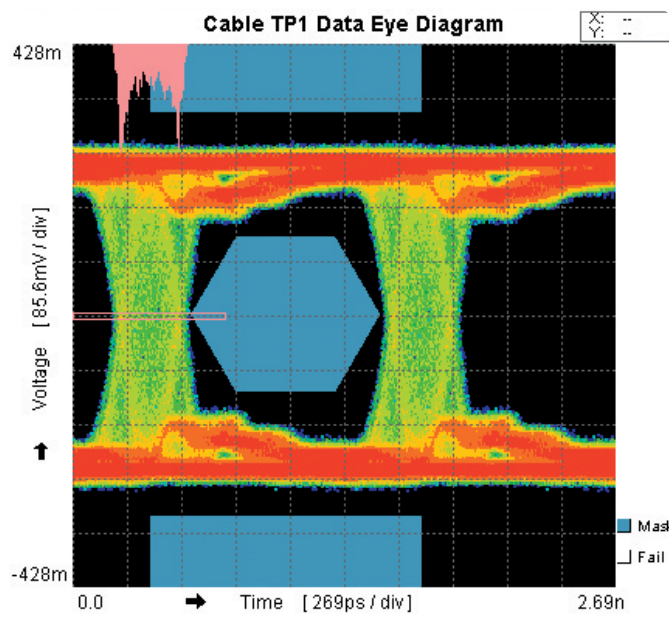 Cable TP1 Data Eye Diagram
X: --
Y: --
428m
Voltage [ 85.6mV / div ]
-428m
Mas
Fail
0.0
Time [ 269ps / div ]
2.69n